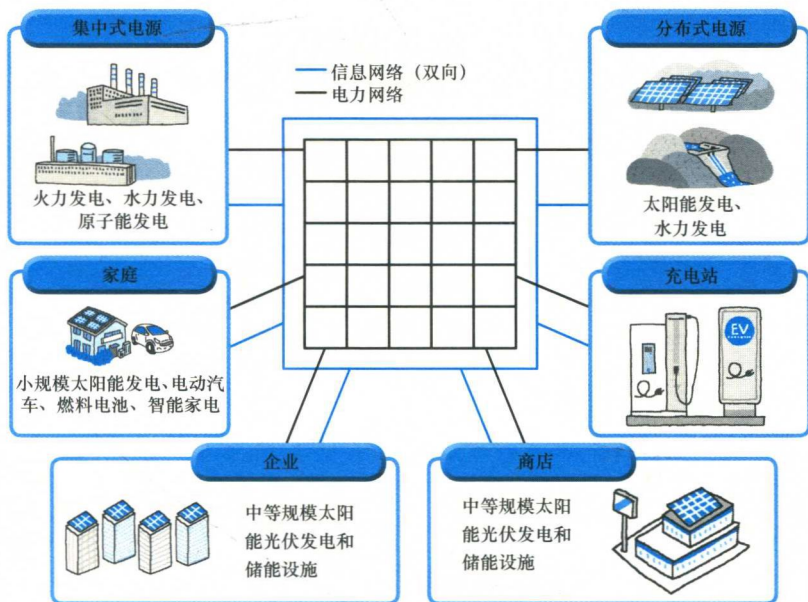 集中式电源
火力发电、水力发电、
原子能发电
信息网络（双向）
电力网络
分布式电源
太阳能发电、
水力发电
家庭
小规模太阳能发电、电动汽
车、燃料电池、智能家电
充电站
EV
企业
中等规模太阳
能光伏发电和
储能设施
商店
中等规模太阳
能光伏发电和
储能设施